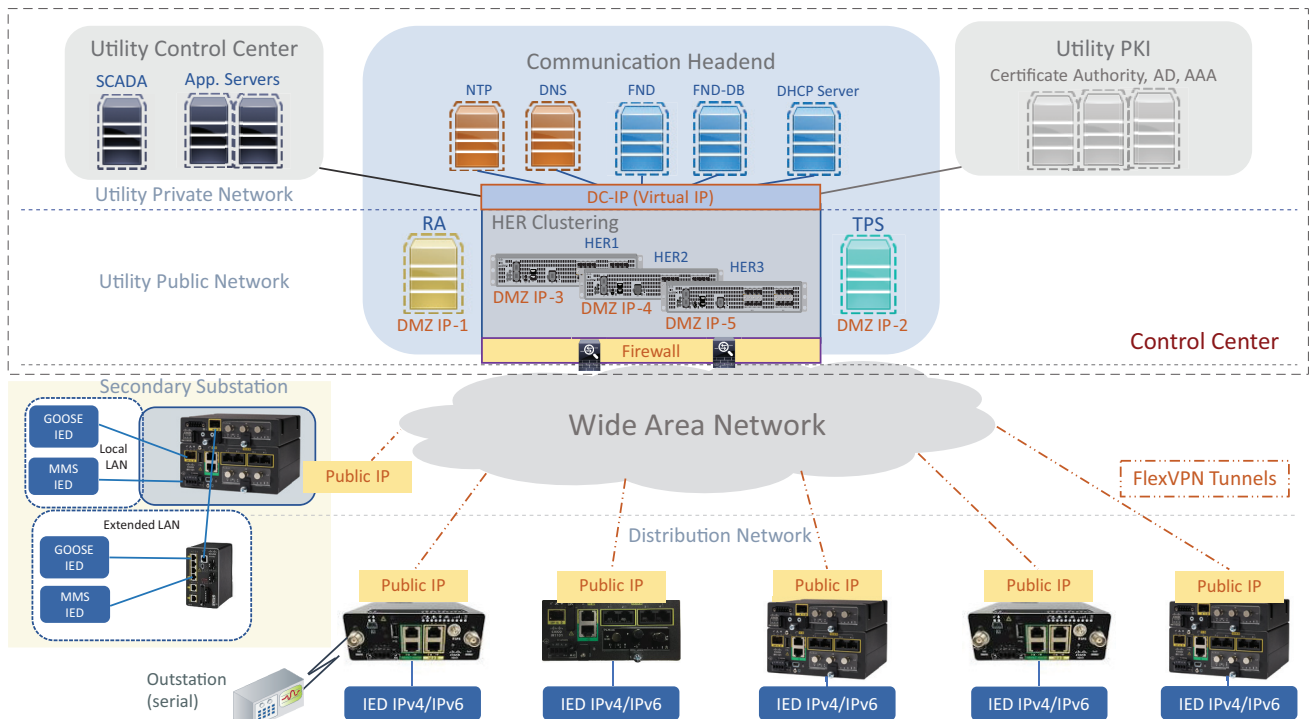 Utility Control Center
SCADA
App. Servers
Communication Headend
NTP
DNS
FND
FND-DB
DHCP Server
Utility PKI
Certificate Authority, AD, AAA
Utility Private Network
DC-IP (Virtual IP)
Utility Public Network
RA
DMZ IP-1
HER Clustering
HER1
HER2
HER3
DMZ IP-3
DMZ IP-4
DMZ IP-5
TPS
DMZ IP-2
Firewall
Control Center
Secondary Substation
GOOSE
IED
MMS
IED
Local
LAN
Public IP
Extended LAN
GOOSE
IED
MMS
IED
Wide Area Network
FlexVPN Tunnels
Distribution Network
Public IP
Public IP
Public IP
Public IP
Public IP
Outstation
(serial)
IED IPv4/IPv6
IED IPv4/IPv6
IED IPv4/IPv6
IED IPv4/IPv6
IED IPv4/IPv6